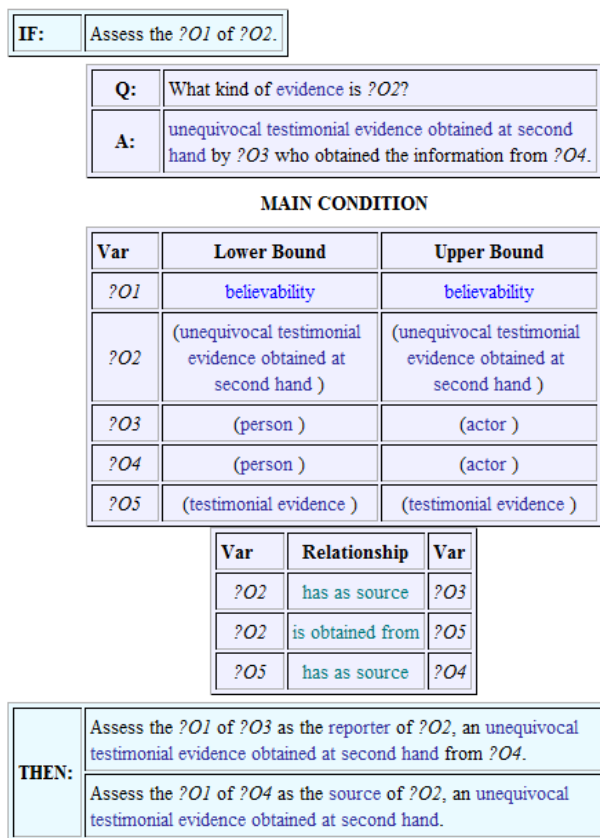 IF: Assess the ?O1 of ?O2.
Q: What kind of evidence is ?O2?
A: unequivocal testimonial evidence obtained at second
hand by ?O3 who obtained the information from ?O4.
MAIN CONDITION
Var Lower Bound Upper Bound
?O1 believability believability
?O2 (unequivocal testimonial evidence obtained at second hand ) (unequivocal testimonial evidence obtained at second hand )
?O3 (person ) (actor )
?O4 (person ) (actor )
?O5 (testimonial evidence ) (testimonial evidence )
Var Relationship Var
?O2 has as source ?O3
?O2 is obtained from ?O5
?O5 has as source ?O4
THEN:
Assess the ?O1 of ?O3 as the reporter of ?O2, an unequivocal
testimonial evidence obtained at second hand from ?O4.
Assess the ?O1 of ?O4 as the source of ?O2, an unequivocal
testimonial evidence obtained at second hand.